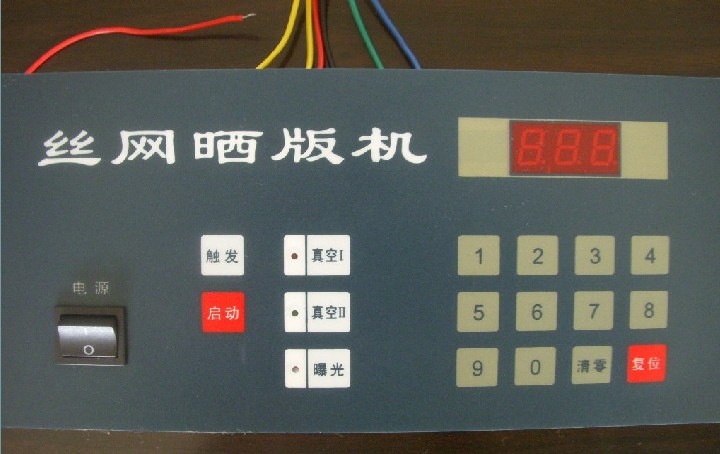 丝网晒版机
888
触发
真空I
1 2 3 4
电源
启动
真空II
5 6 7 8
O
曝光
9 0 清零 复位